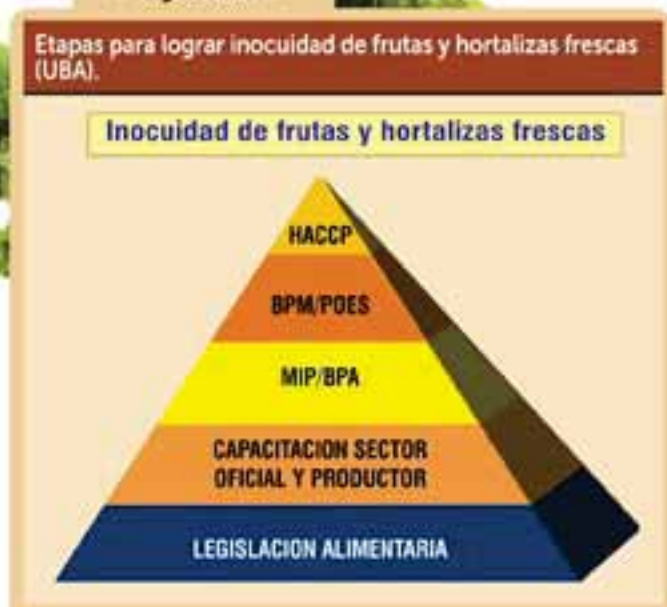 Etapas para lograr inocuidad de frutas y hortalizas frescas
(UBA).
Inocuidad de frutas y hortalizas frescas
HACCP
BPM/POES
MIP/BPA
CAPACITACION SECTOR
OFICIAL Y PRODUCTOR
LEGISLACION ALIMENTARIA